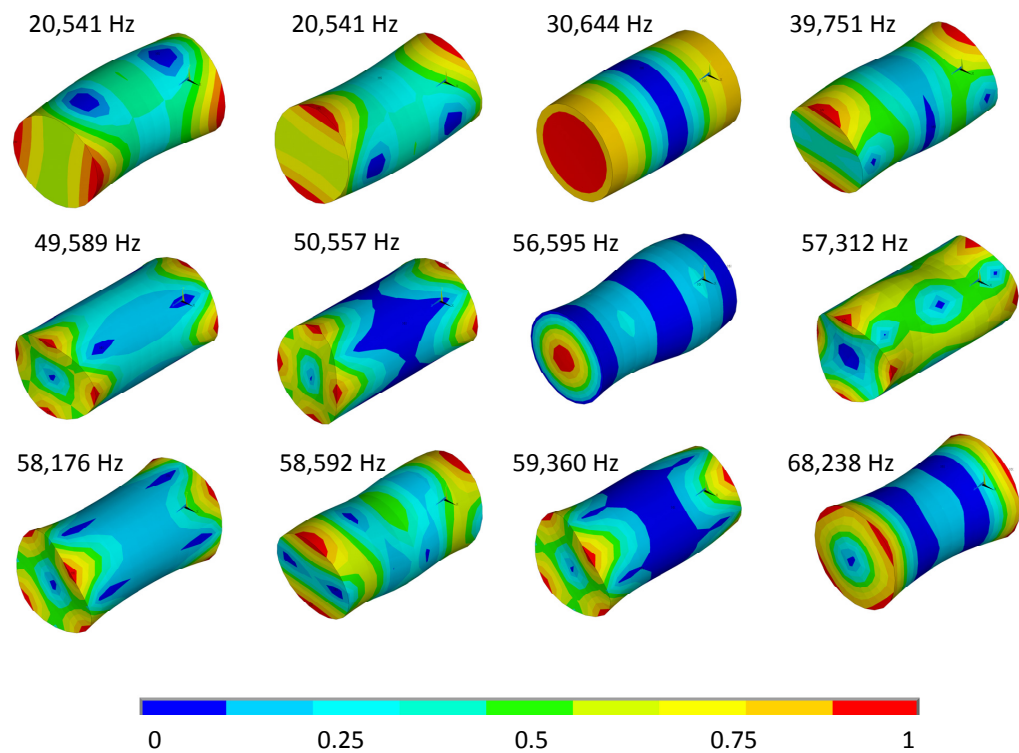 20,541 Hz
20,541 Hz
30,644 Hz
39,751 Hz
49,589 Hz
50,557 Hz
56,595 Hz
57,312 Hz
58,176 Hz
58,592 Hz
59,360 Hz
68,238 Hz
0 0.25 0.5 0.75 1